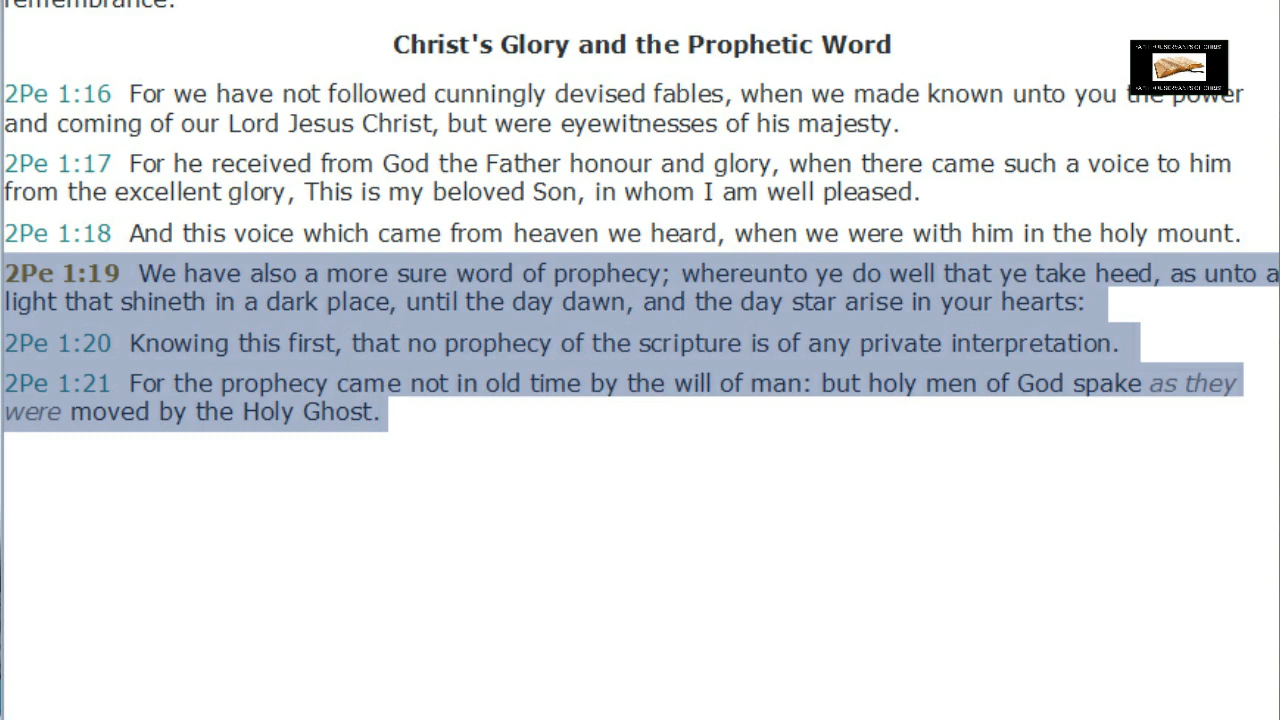 remembrance.
Christ's Glory and the Prophetic Word
FAITHFUL SERVANTS OF CHRIST
2Pe 1:16 For we have not followed cunningly devised fables, when we made known unto you the power
and coming of our Lord Jesus Christ, but were eyewitnesses of his majesty.
FAITHFUL SERVANTS OF CHRIST
2Pe 1:17 For he received from God the Father honour and glory, when there came such a voice to him
from the excellent glory, This is my beloved Son, in whom I am well pleased.
2Pe 1:18 And this voice which came from heaven we heard, when we were with him in the holy mount.
2Pe 1:19 We have also a more sure word of prophecy; whereunto ye do well that ye take heed, as unto a
light that shineth in a dark place, until the day dawn, and the day star arise in your hearts:
2Pe 1:20 Knowing this first, that no prophecy of the scripture is of any private interpretation.
2Pe 1:21 For the prophecy came not in old time by the will of man: but holy men of God spake as they
were moved by the Holy Ghost.